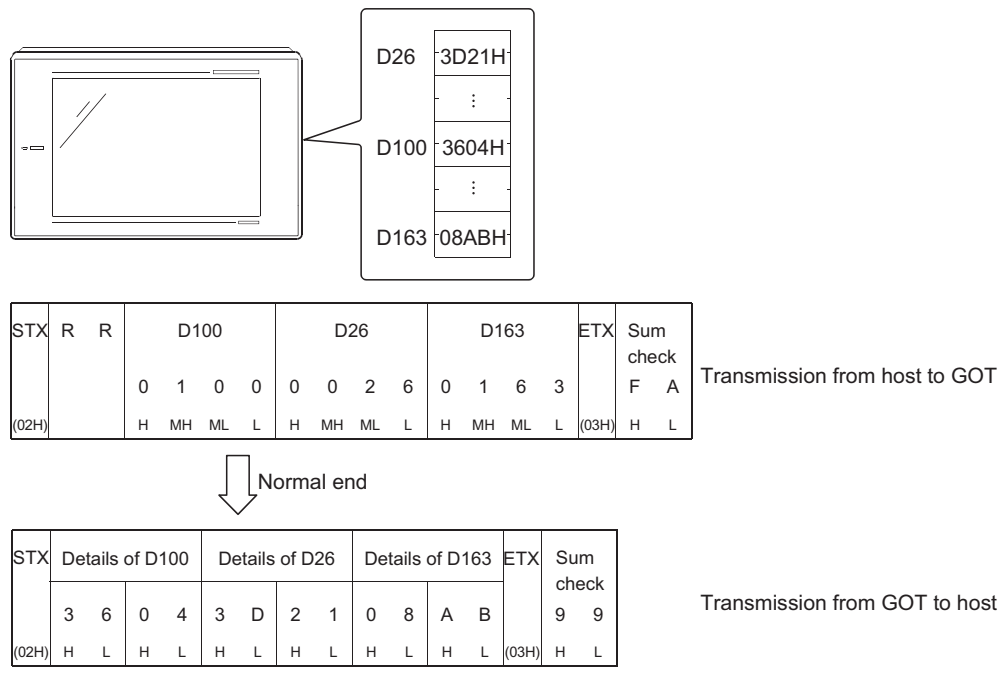 D26 3D21H
⋮
D100 3604H
⋮
D163 08ABH
STX R R D100 D26 D163 ETX Sum check
0 1 0 0 0 0 2 6 0 1 6 3 F A
(02H) H MH ML L H MH ML L H MH ML L (03H) H L
Transmission from host to GOT
Normal end
STX Details of D100 Details of D26 Details of D163 ETX Sum check
3 6 0 4 3 D 2 1 0 8 A B 9 9
(02H) H L H L H L H L H L H L (03H) H L
Transmission from GOT to host